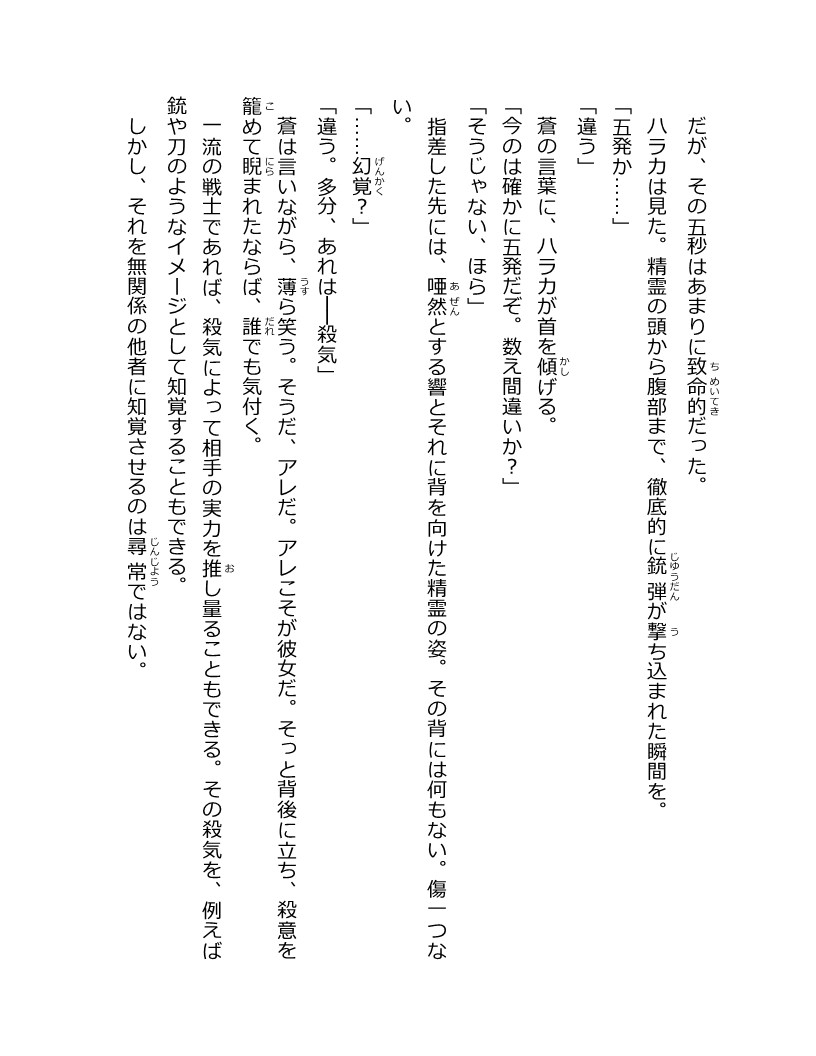 だが、その五秒はあまりに致命的だった。
ハラカは見た。精霊の頭から腹部まで、徹底的に銃弾が撃ち込まれた瞬間を。
「五発か……」
「違う」
蒼の言葉に、ハラカが首を傾げる。
「今のは確かに五発だぞ。数え間違いか？」
「そうじゃない、ほら」
指差した先には、唖然とする響とそれに背を向けた精霊の姿。その背には何もない。傷一つな
い。
「……幻覚？」
「違う。多分、あれは――殺気」
蒼は言いながら、薄ら笑う。そうだ、アレだ。アレこそが彼女だ。そっと背後に立ち、殺意を
籠めて睨まれたならば、誰でも気付く。
一流の戦士であれば、殺気によって相手の実力を推し量ることもできる。その殺気を、例えば
銃や刀のようなイメージとして知覚することもできる。
しかし、それを無関係の他者に知覚させるのは尋常ではない。